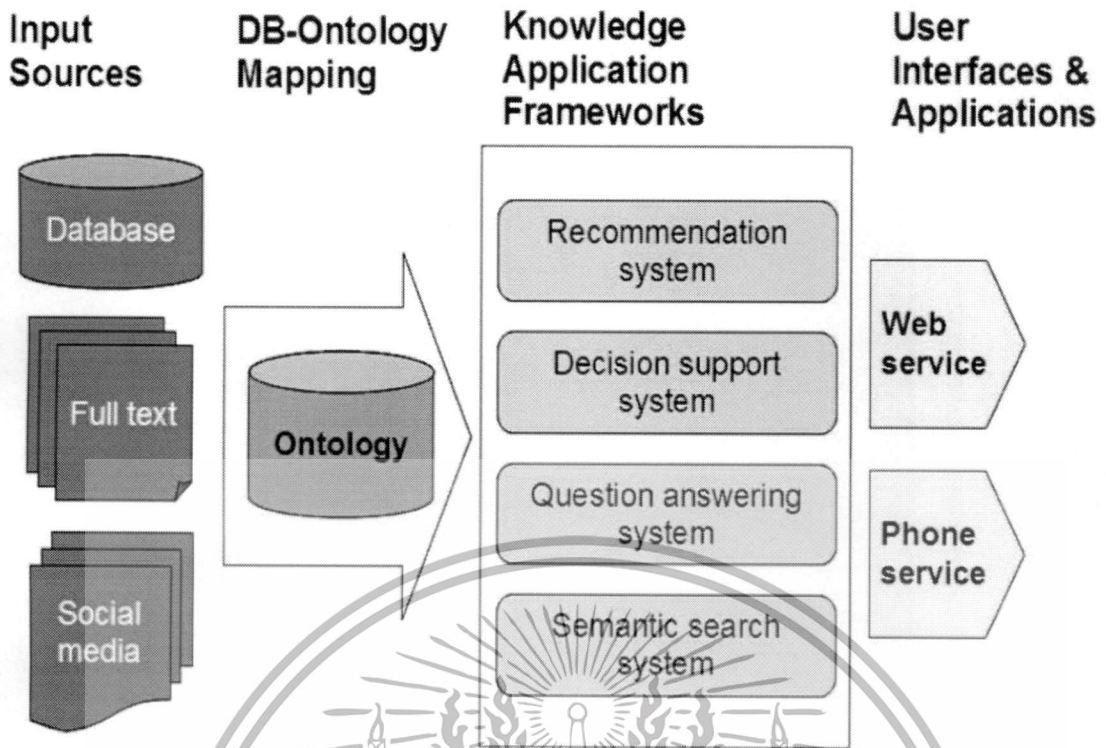 Input
Sources
DB-Ontology
Mapping
Knowledge
Application
Frameworks
User
Interfaces &
Applications
Database
Full text
Social
media
Ontology
Recommendation
system
Decision support
system
Question answering
system
Semantic search
system
Web
service
Phone
service